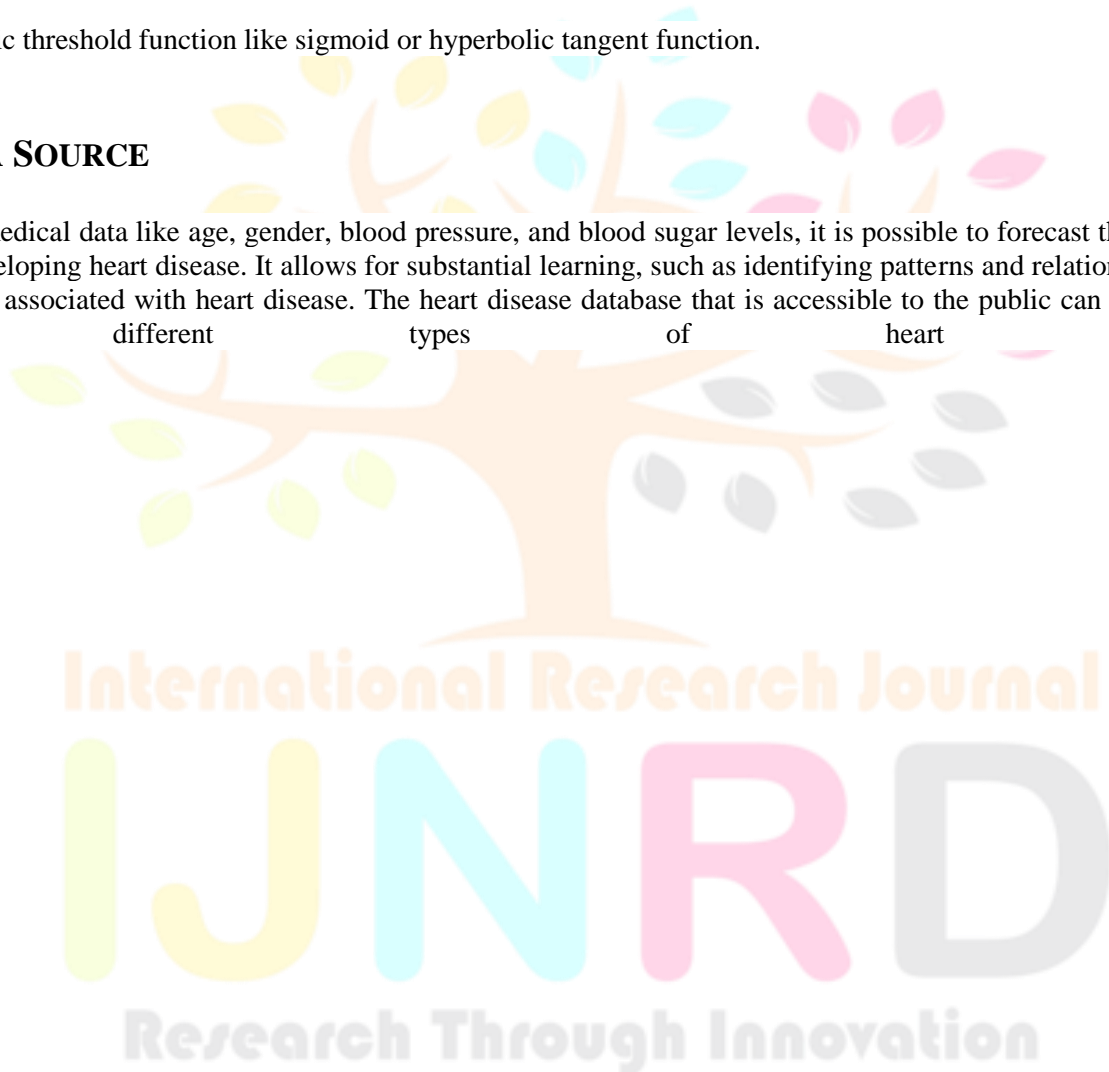 ic threshold function like sigmoid or hyperbolic tangent function.
SOURCE
edical data like age, gender, blood pressure, and blood sugar levels, it is possible to forecast th
eloping heart disease. It allows for substantial learning, such as identifying patterns and relation
associated with heart disease. The heart disease database that is accessible to the public can
different types of heart
International Research Journal
IJNRD
Research Through Innovation